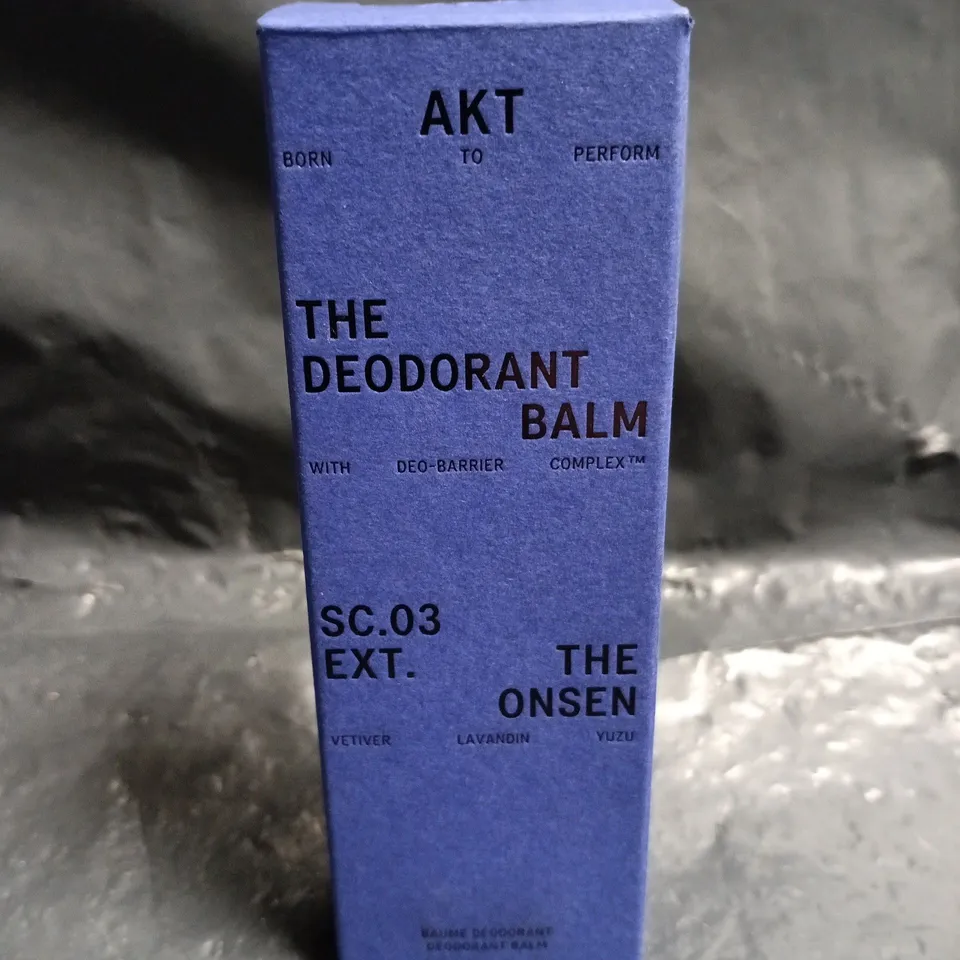 AKT
BORN TO PERFORM
THE
DEODORANT
BALM
WITH DEO-BARRIER COMPLEX™
SC.03
EXT. THE
ONSEN
VETIVER LAVANDIN YUZU
BAUME DEODORANT
DEODORANT BALM